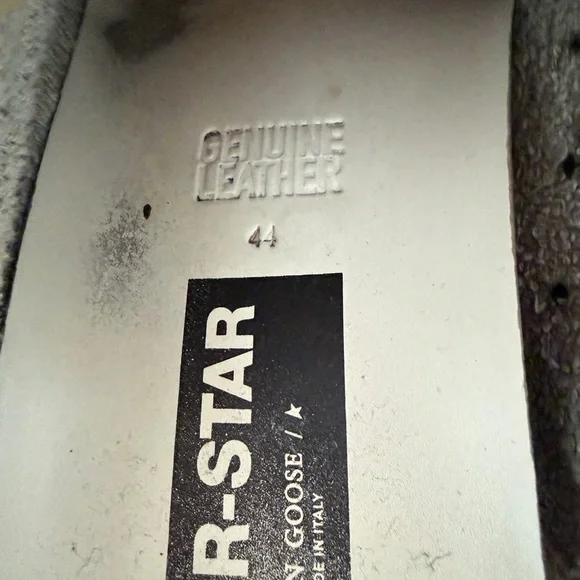 GENUINE
LEATHER
44
R-STAR
N GOOSE / ★
DE IN ITALY